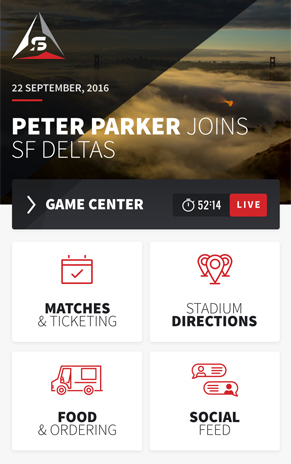 22 SEPTEMBER, 2016
PETER PARKER JOINS
SF DELTAS
GAME CENTER
52:14
LIVE
MATCHES
& TICKETING
STADIUM
DIRECTIONS
FOOD
& ORDERING
SOCIAL
FEED